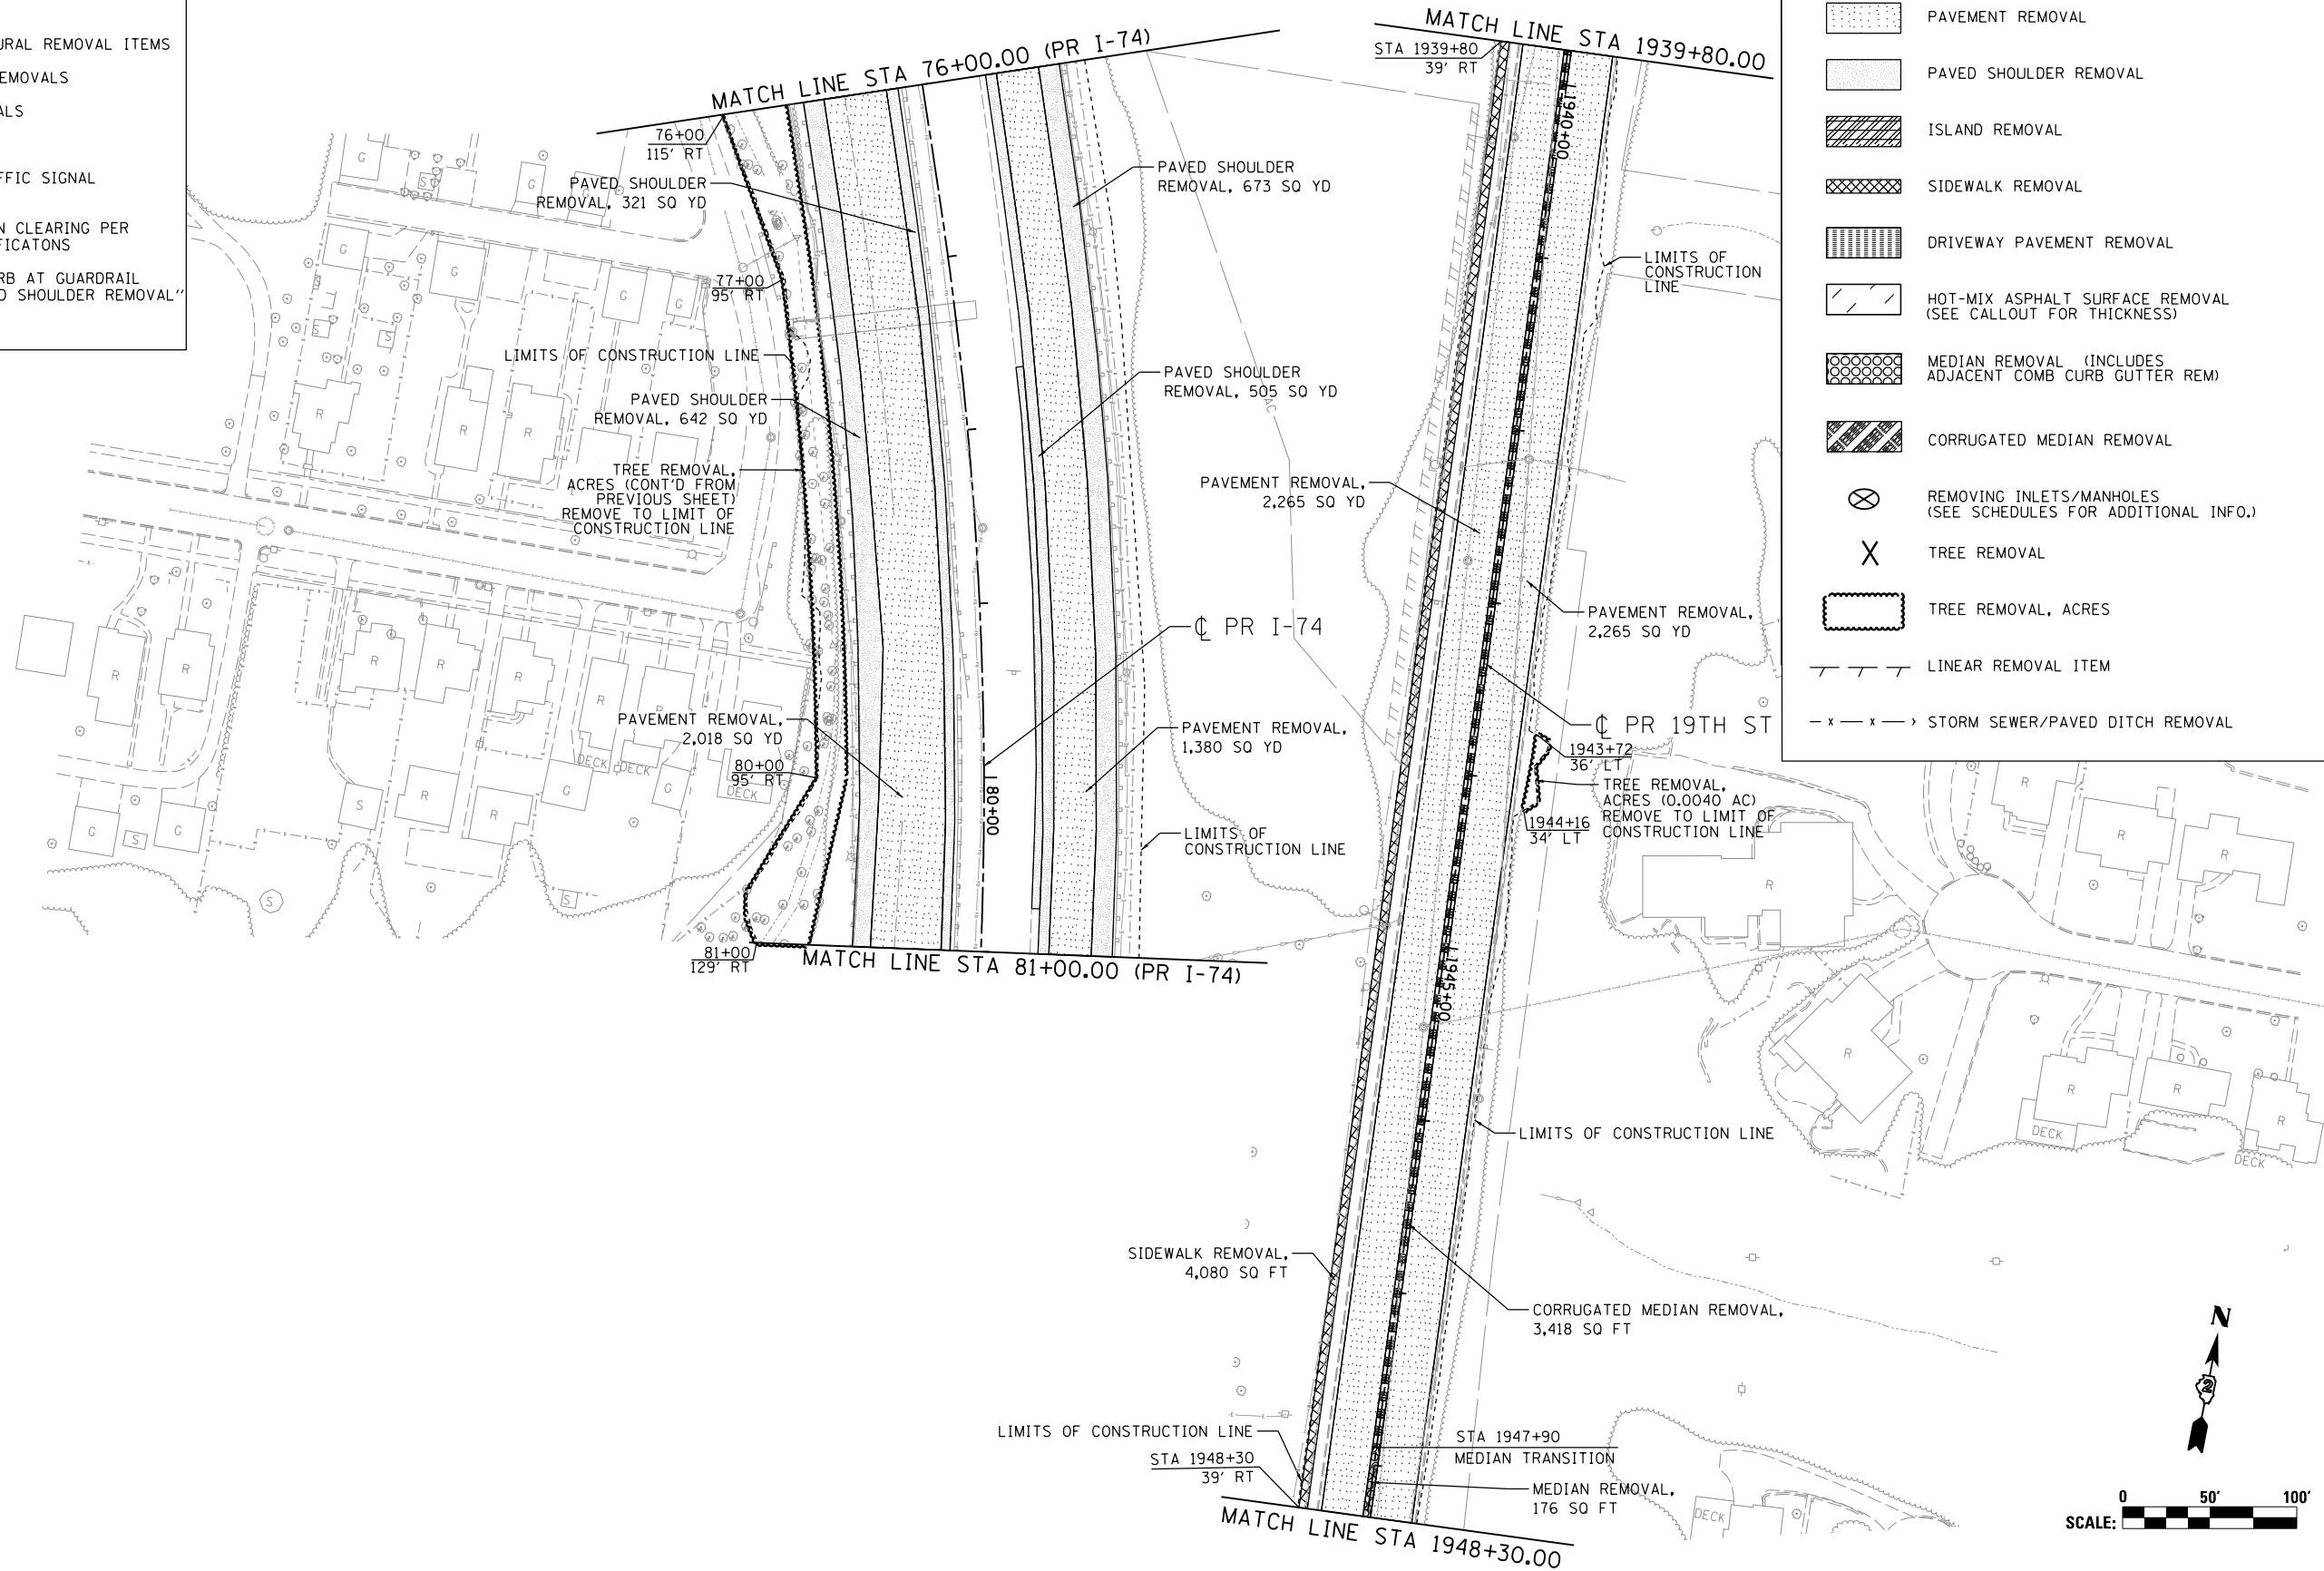 URAL REMOVAL ITEMS
EMOVALS
ALS
FFIC SIGNAL
N CLEARING PER
FICATONS
RB AT GUARDRAIL
D SHOULDER REMOVAL"
MATCH LINE STA 76+00.00 (PR I-74)
76+00
115' RT
PAVED SHOULDER
REMOVAL, 321 SQ YD
77+00
95' RT
LIMITS OF CONSTRUCTION LINE
PAVED SHOULDER
REMOVAL, 642 SQ YD
TREE REMOVAL,
ACRES (CONT'D FROM
PREVIOUS SHEET)
REMOVE TO LIMIT OF
CONSTRUCTION LINE
PAVEMENT REMOVAL,
2,018 SQ YD
80+00
95' RT
81+00
129' RT
MATCH LINE STA 81+00.00 (PR I-74)
PAVED SHOULDER
REMOVAL, 673 SQ YD
PAVED SHOULDER
REMOVAL, 505 SQ YD
AC
℄ PR I-74
PAVEMENT REMOVAL,
1,380 SQ YD
80+00
LIMITS OF
CONSTRUCTION LINE
MATCH LINE STA 1939+80.00
STA 1939+80
39' RT
1940+00
LIMITS OF
CONSTRUCTION
LINE
PAVEMENT REMOVAL,
2,265 SQ YD
PAVEMENT REMOVAL,
2,265 SQ YD
℄ PR 19TH ST
1943+72
36' LT
TREE REMOVAL,
ACRES (0.0040 AC)
REMOVE TO LIMIT OF
CONSTRUCTION LINE
1944+16
34' LT
1945+00
LIMITS OF CONSTRUCTION LINE
SIDEWALK REMOVAL,
4,080 SQ FT
CORRUGATED MEDIAN REMOVAL,
3,418 SQ FT
LIMITS OF CONSTRUCTION LINE
STA 1948+30
39' RT
STA 1947+90
MEDIAN TRANSITION
MEDIAN REMOVAL,
176 SQ FT
MATCH LINE STA 1948+30.00
PAVEMENT REMOVAL
PAVED SHOULDER REMOVAL
ISLAND REMOVAL
SIDEWALK REMOVAL
DRIVEWAY PAVEMENT REMOVAL
HOT-MIX ASPHALT SURFACE REMOVAL
(SEE CALLOUT FOR THICKNESS)
MEDIAN REMOVAL (INCLUDES
ADJACENT COMB CURB GUTTER REM)
CORRUGATED MEDIAN REMOVAL
REMOVING INLETS/MANHOLES
(SEE SCHEDULES FOR ADDITIONAL INFO.)
TREE REMOVAL
TREE REMOVAL, ACRES
LINEAR REMOVAL ITEM
STORM SEWER/PAVED DITCH REMOVAL
G
G
S
G
G
G
G
S
S
S
R
R
R
R
R
R
R
R
R
R
DECK
DECK
DECK
G
G
S
G
S
R
R
G
G
S
S
R
R
R
R
R
R
R
R
DECK
DECK
DECK
DECK
N
2
SCALE:
0 50' 100'